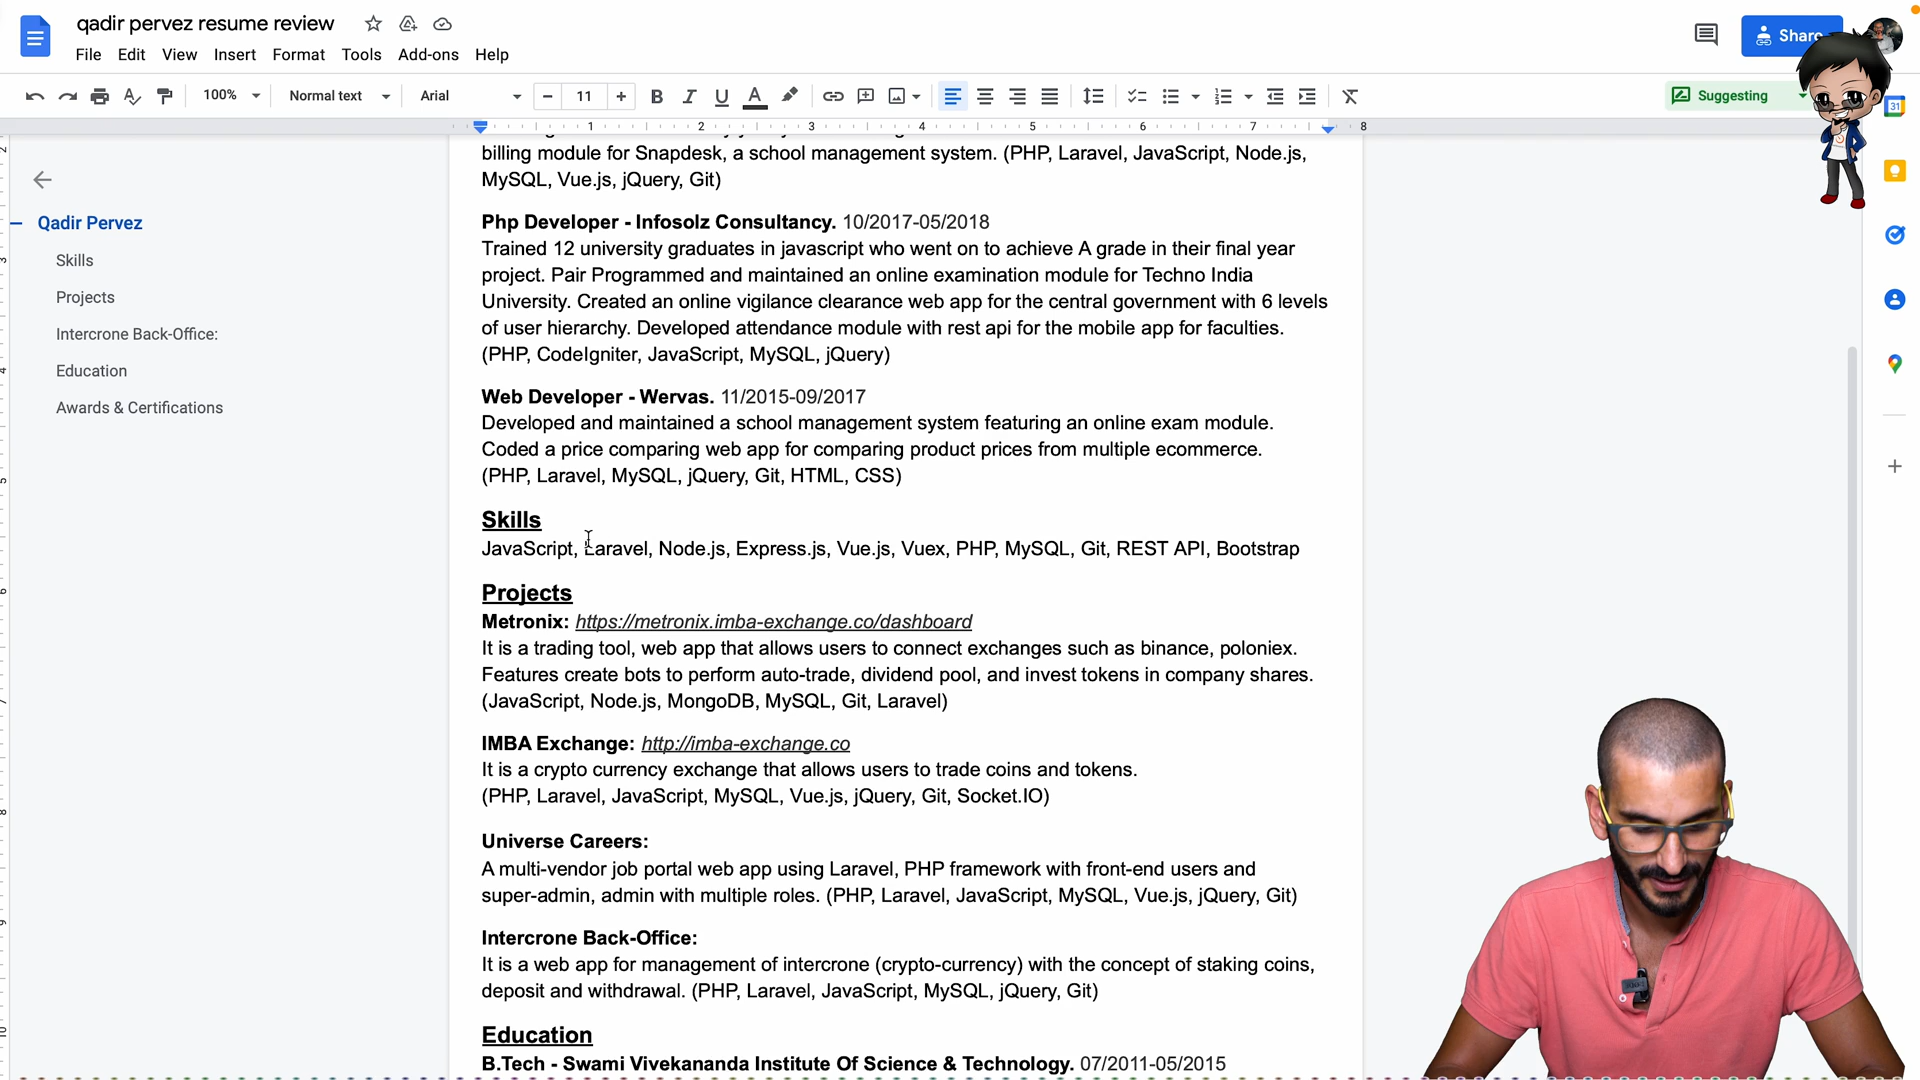 qadir pervez resume review
File Edit View Insert Format Tools Add-ons Help
Share
100% Normal text Arial 11 Suggesting
1 2 3 4 5 6 7 8
31
Qadir Pervez
Skills
Projects
Intercrone Back-Office:
Education
Awards & Certifications
billing module for Snapdesk, a school management system. (PHP, Laravel, JavaScript, Node.js,
MySQL, Vue.js, jQuery, Git)
Php Developer - Infosolz Consultancy. 10/2017-05/2018
Trained 12 university graduates in javascript who went on to achieve A grade in their final year
project. Pair Programmed and maintained an online examination module for Techno India
University. Created an online vigilance clearance web app for the central government with 6 levels
of user hierarchy. Developed attendance module with rest api for the mobile app for faculties.
(PHP, CodeIgniter, JavaScript, MySQL, jQuery)
Web Developer - Wervas. 11/2015-09/2017
Developed and maintained a school management system featuring an online exam module.
Coded a price comparing web app for comparing product prices from multiple ecommerce.
(PHP, Laravel, MySQL, jQuery, Git, HTML, CSS)
Skills
JavaScript, Laravel, Node.js, Express.js, Vue.js, Vuex, PHP, MySQL, Git, REST API, Bootstrap
Projects
Metronix: https://metronix.imba-exchange.co/dashboard
It is a trading tool, web app that allows users to connect exchanges such as binance, poloniex.
Features create bots to perform auto-trade, dividend pool, and invest tokens in company shares.
(JavaScript, Node.js, MongoDB, MySQL, Git, Laravel)
IMBA Exchange: http://imba-exchange.co
It is a crypto currency exchange that allows users to trade coins and tokens.
(PHP, Laravel, JavaScript, MySQL, Vue.js, jQuery, Git, Socket.IO)
Universe Careers:
A multi-vendor job portal web app using Laravel, PHP framework with front-end users and
super-admin, admin with multiple roles. (PHP, Laravel, JavaScript, MySQL, Vue.js, jQuery, Git)
Intercrone Back-Office:
It is a web app for management of intercrone (crypto-currency) with the concept of staking coins,
deposit and withdrawal. (PHP, Laravel, JavaScript, MySQL, jQuery, Git)
Education
B.Tech - Swami Vivekananda Institute Of Science & Technology. 07/2011-05/2015